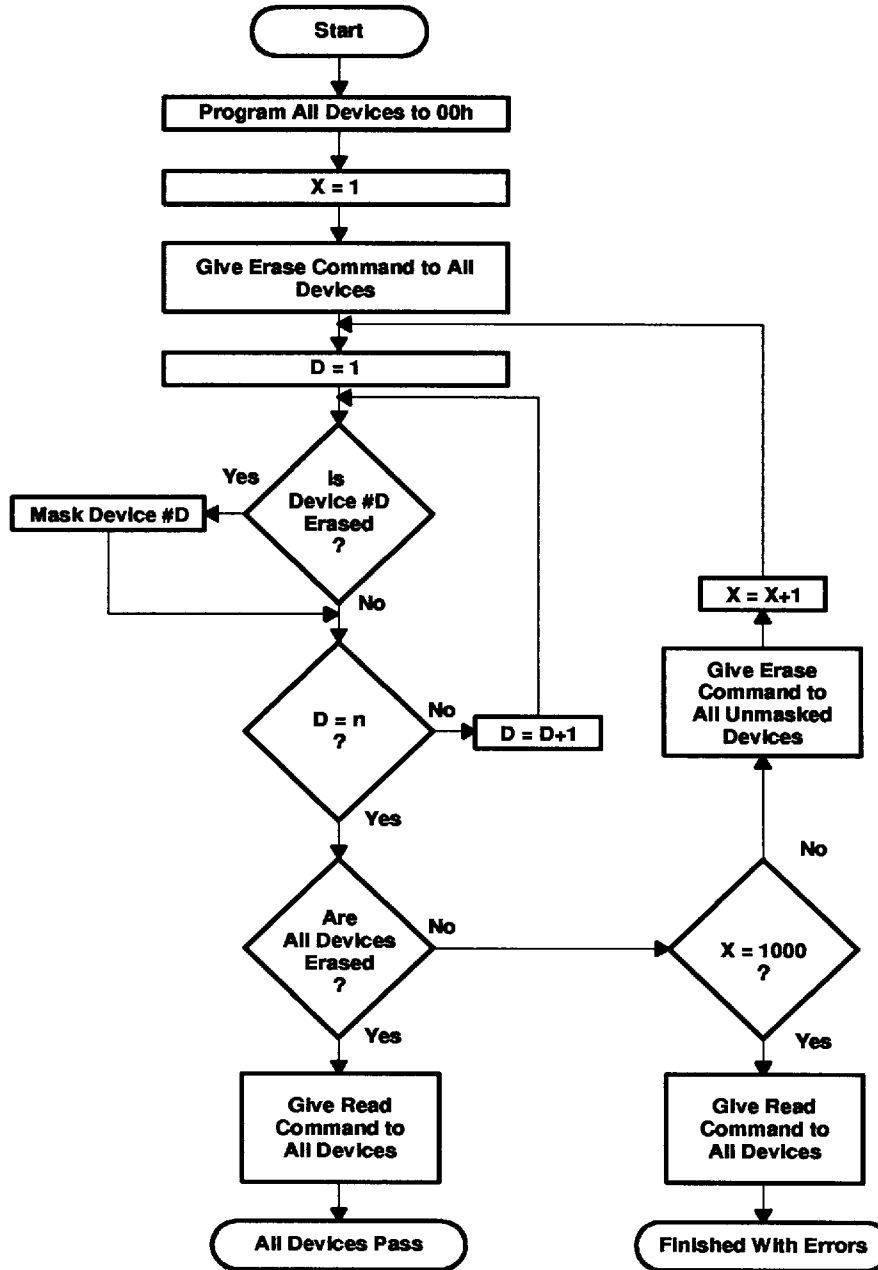 Start
Program All Devices to 00h
X = 1
Give Erase Command to All
Devices
D = 1
Yes
Is
Device #D
Erased
?
Mask Device #D
No
X = X+1
D = n
?
No
D = D+1
Give Erase
Command to
All Unmasked
Devices
Yes
No
Are
All Devices
Erased
?
No
X = 1000
?
Yes
Yes
Give Read
Command to
All Devices
Give Read
Command to
All Devices
All Devices Pass
Finished With Errors